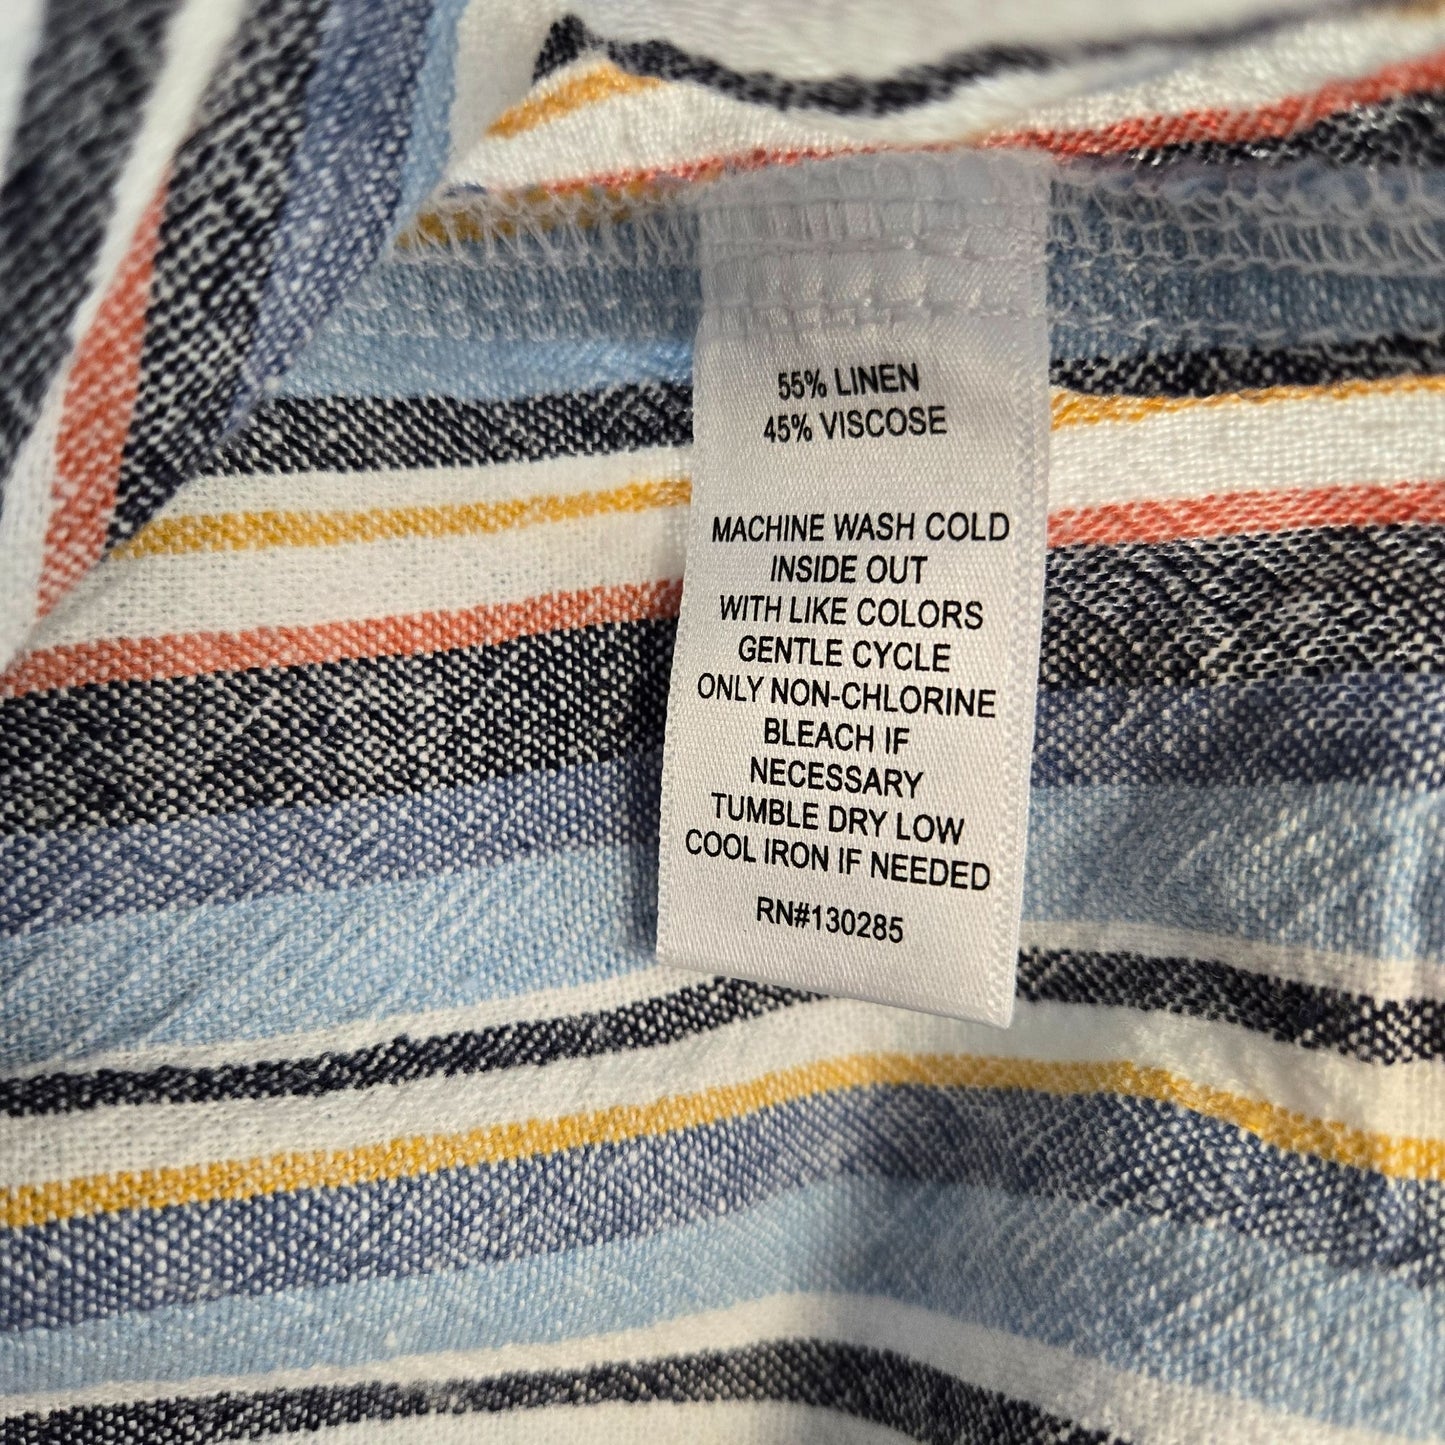 55% LINEN
45% VISCOSE
MACHINE WASH COLD
INSIDE OUT
WITH LIKE COLORS
GENTLE CYCLE
ONLY NON-CHLORINE
BLEACH IF
NECESSARY
TUMBLE DRY LOW
COOL IRON IF NEEDED
RN#130285